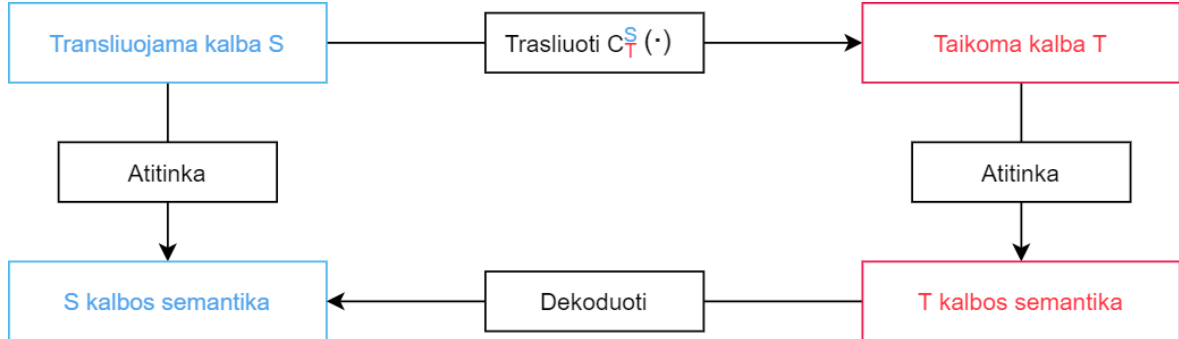 Transliuojama kalba S
Trasliuoti C^S_T(·)
Taikoma kalba T
Atitinka
Atitinka
S kalbos semantika
Dekoduoti
T kalbos semantika